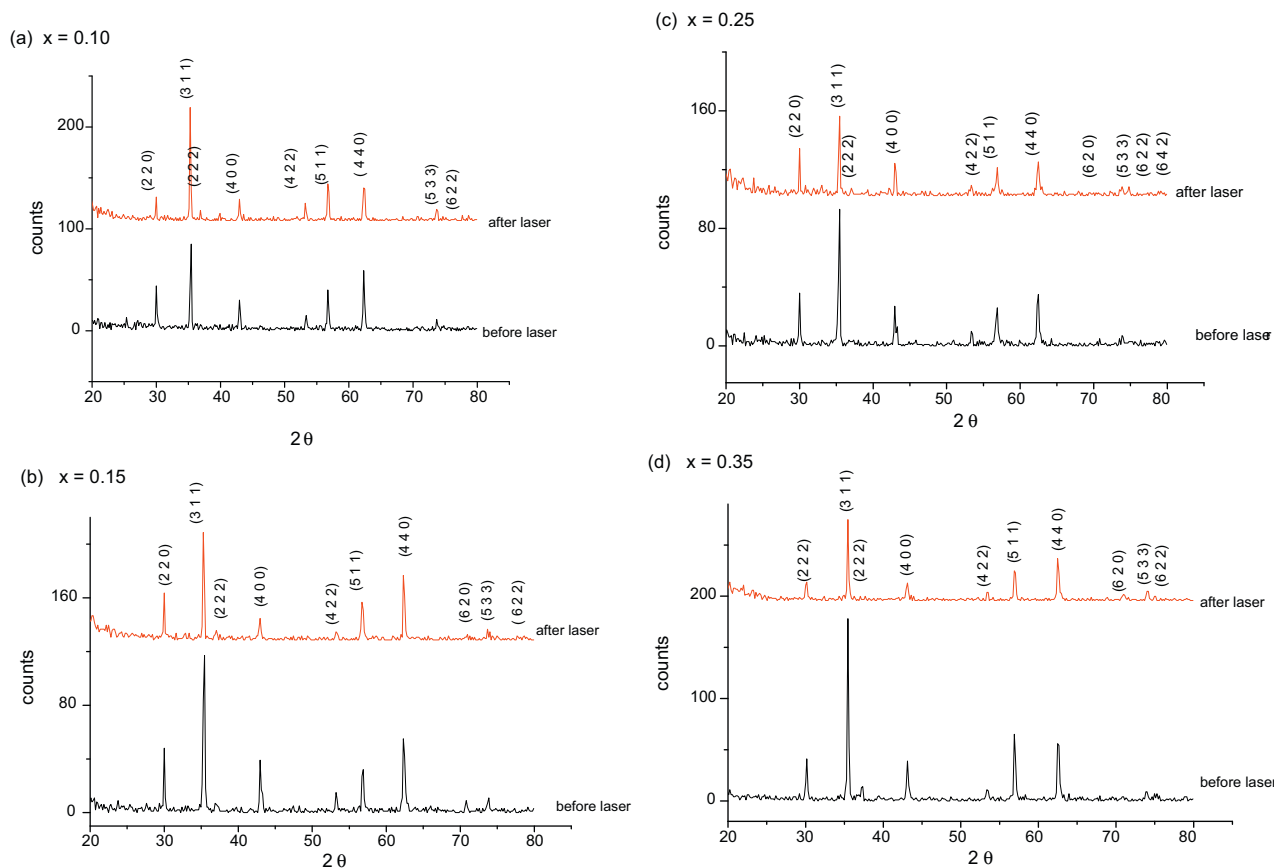 (a) x = 0.10
counts
200
100
0
20 30 40 50 60 70 80
2 θ
(2 2 0)
(3 1 1)
(2 2 2)
(4 0 0)
(4 2 2)
(5 1 1)
(4 4 0)
(5 3 3)
(6 2 2)
after laser
before laser
(b) x = 0.15
counts
160
80
0
20 30 40 50 60 70 80
2 θ
(2 2 0)
(3 1 1)
(2 2 2)
(4 0 0)
(4 2 2)
(5 1 1)
(4 4 0)
(6 2 0)
(5 3 3)
(6 2 2)
after laser
before laser
(c) x = 0.25
counts
160
80
0
20 30 40 50 60 70 80
2 θ
(2 2 0)
(3 1 1)
(2 2 2)
(4 0 0)
(4 2 2)
(5 1 1)
(4 4 0)
(6 2 0)
(5 3 3)
(6 2 2)
(6 4 2)
after laser
before laser
(d) x = 0.35
counts
200
100
0
20 30 40 50 60 70 80
2 θ
(2 2 2)
(3 1 1)
(2 2 2)
(4 0 0)
(4 2 2)
(5 1 1)
(4 4 0)
(6 2 0)
(5 3 3)
(6 2 2)
after laser
before laser